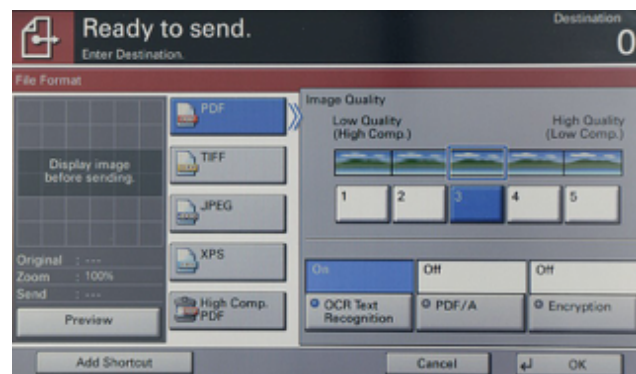 Ready to send.
Destination
0
Enter Destination.
File Format
PDF
TIFF
JPEG
XPS
High Comp.
PDF
Display image
before sending.
Original : ---
Zoom : 100%
Send : ---
Preview
Image Quality
Low Quality
(High Comp.)
High Quality
(Low Comp.)
1 2 3 4 5
On
Off
Off
OCR Text
Recognition
PDF/A
Encryption
Add Shortcut
Cancel
OK